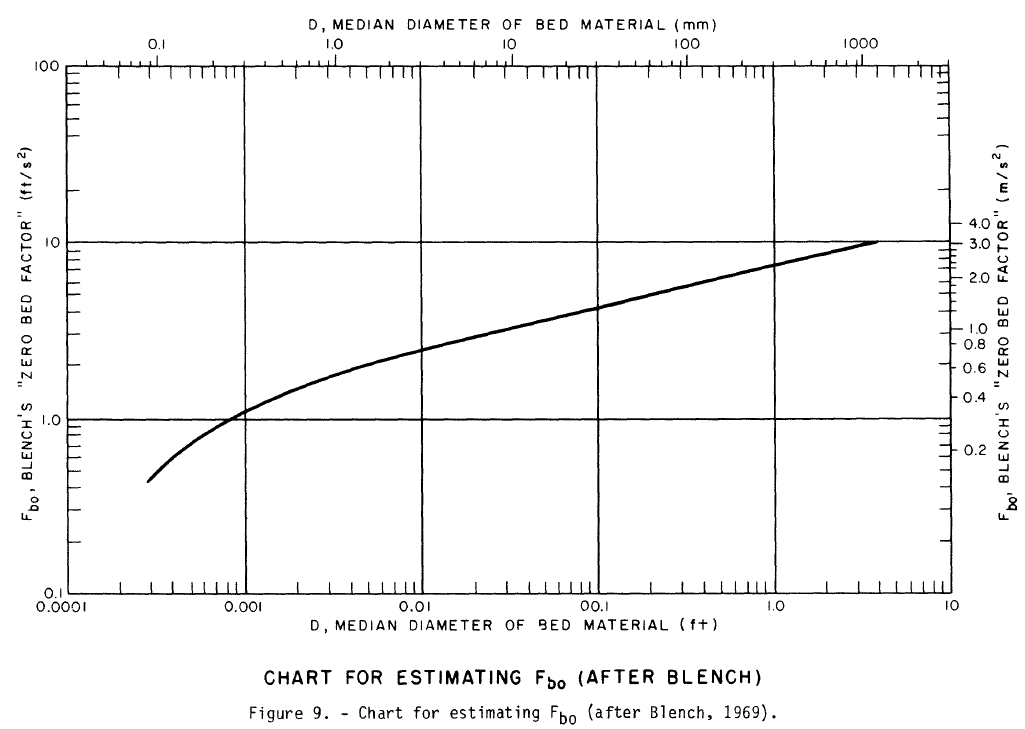 D, MEDIAN DIAMETER OF BED MATERIAL (mm)
0.1 1.0 10 100 1000
100
10
1.0
0.1
F_bo, BLENCH'S "ZERO BED FACTOR" (ft/s²)
4.0
3.0
2.0
1.0
0.8
0.6
0.4
0.2
F_bo, BLENCH'S "ZERO BED FACTOR" (m/s²)
0.0001 0.001 0.01 00.1 1.0 10
D, MEDIAN DIAMETER OF BED MATERIAL (ft)
CHART FOR ESTIMATING F_bo (AFTER BLENCH)
Figure 9. - Chart for estimating F_bo (after Blench, 1969).